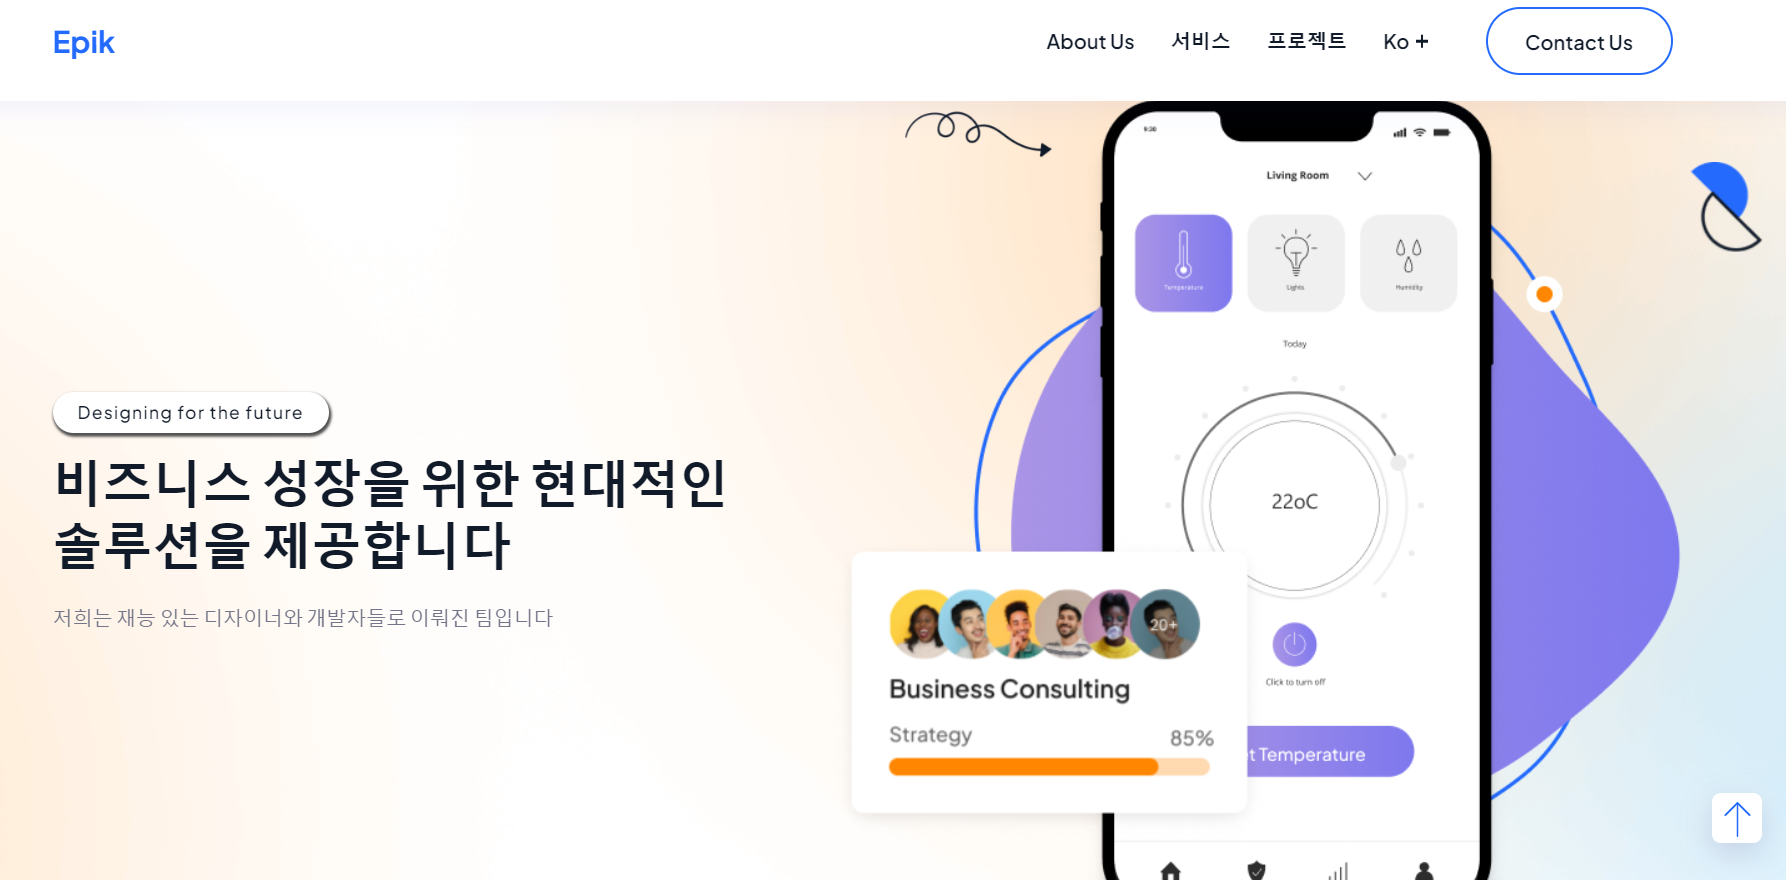 Epik
About Us 서비스 프로젝트 Ko +
Contact Us
9:30
Living Room
Temperature
Lights
Humidity
Today
22oC
Designing for the future
비즈니스 성장을 위한 현대적인
솔루션을 제공합니다
저희는 재능 있는 디자이너와 개발자들로 이뤄진 팀입니다
20+
Business Consulting
Strategy 85%
Click to turn off
Temperature